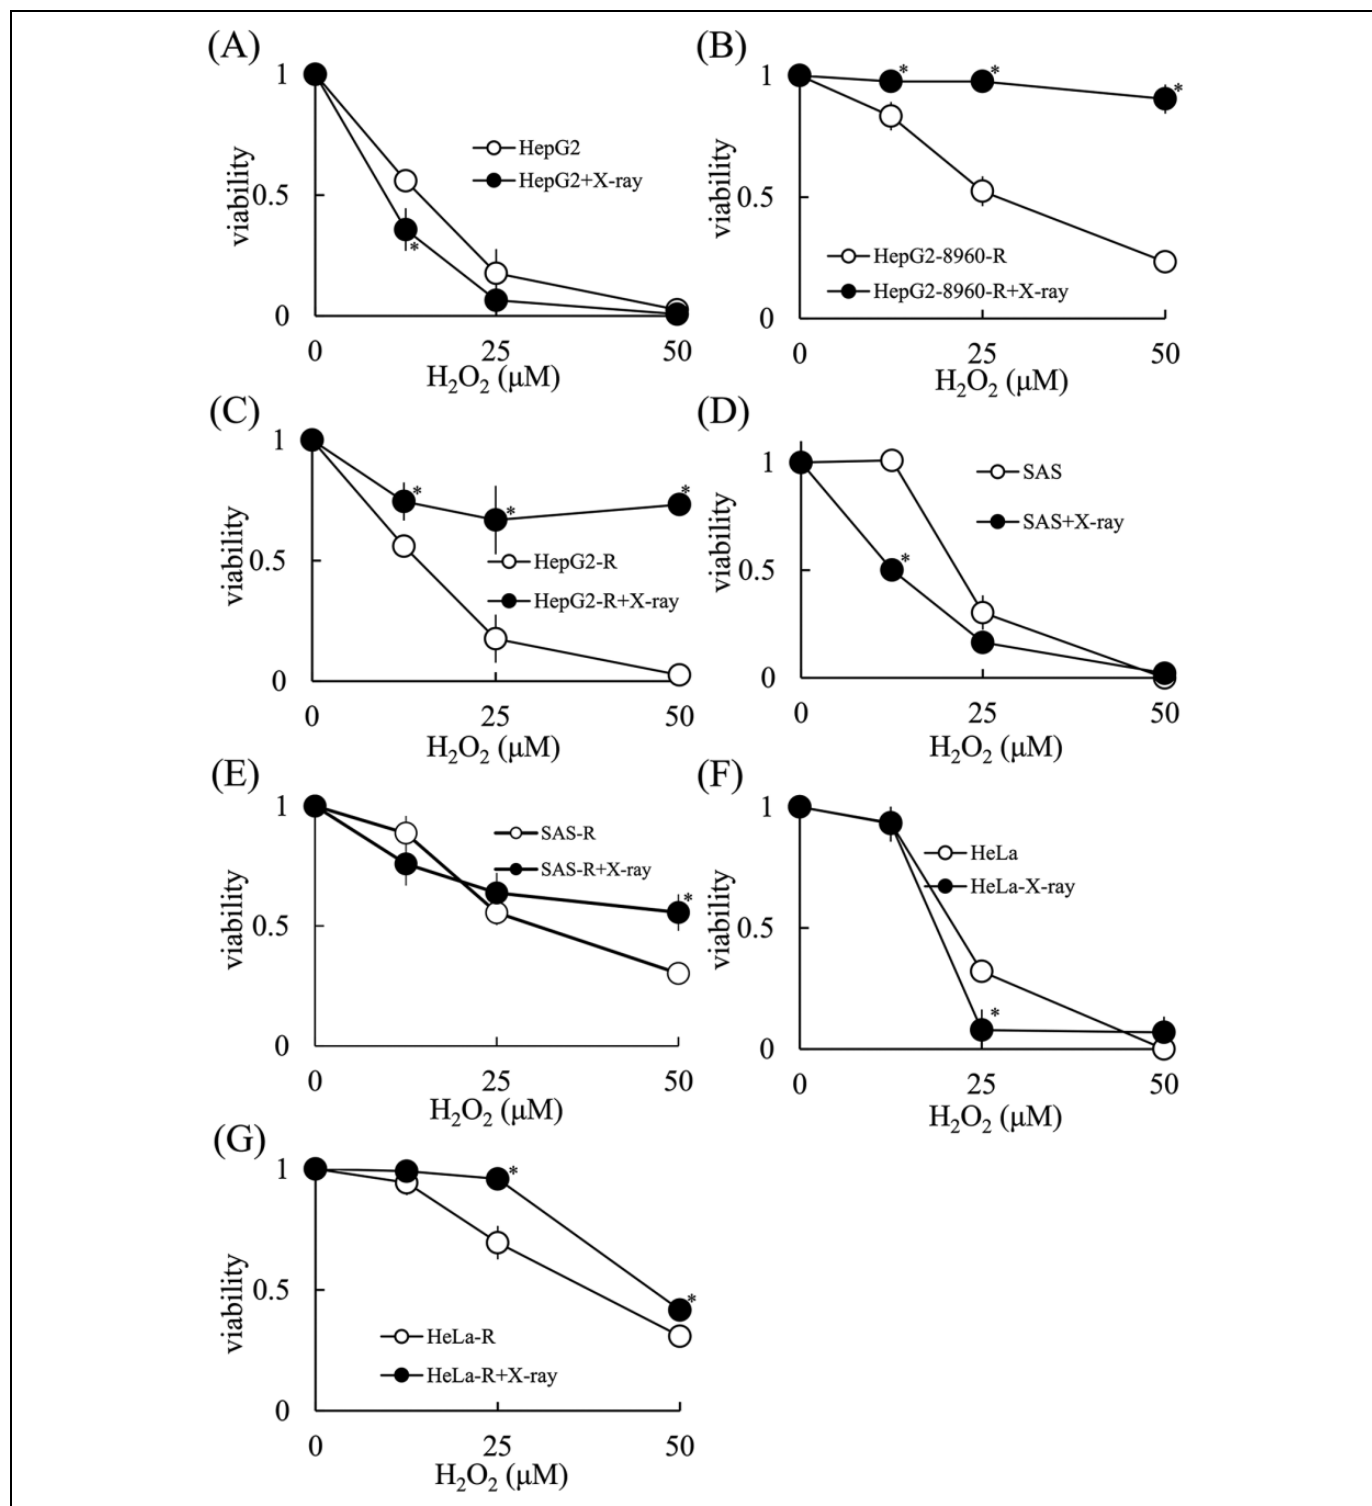 (A)
1
0.5
0
viability
HepG2
HepG2+X-ray
0 25 50
H₂O₂ (μM)
(B)
1
0.5
0
viability
HepG2-8960-R
HepG2-8960-R+X-ray
* * *
0 25 50
H₂O₂ (μM)
(C)
1
0.5
0
viability
* * *
HepG2-R
HepG2-R+X-ray
0 25 50
H₂O₂ (μM)
(D)
1
0.5
0
viability
SAS
SAS+X-ray
*
0 25 50
H₂O₂ (μM)
(E)
1
0.5
0
viability
SAS-R
SAS-R+X-ray
*
0 25 50
H₂O₂ (μM)
(F)
1
0.5
0
viability
HeLa
HeLa-X-ray
*
0 25 50
H₂O₂ (μM)
(G)
1
0.5
0
viability
*
*
HeLa-R
HeLa-R+X-ray
0 25 50
H₂O₂ (μM)